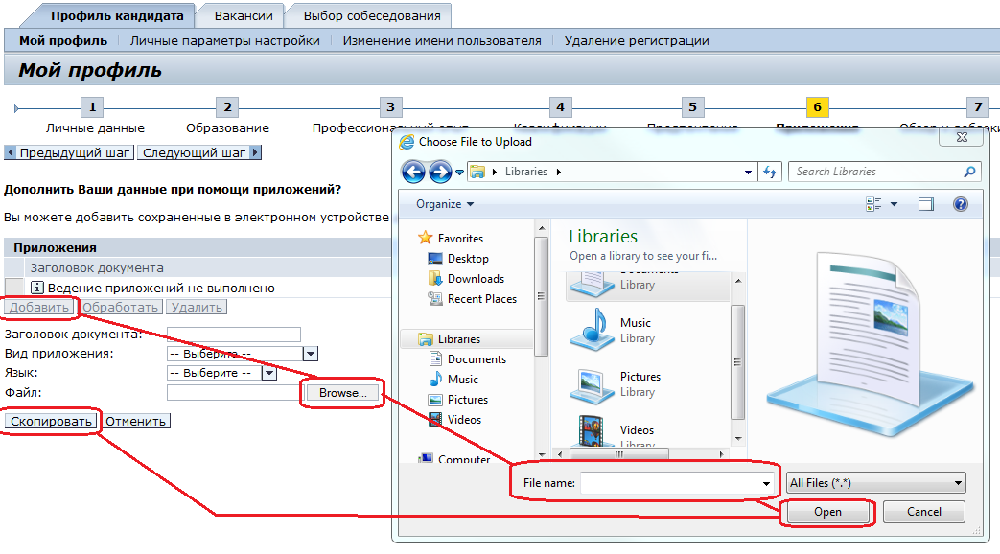 Профиль кандидата Вакансии Выбор собеседования
Мой профиль Личные параметры настройки Изменение имени пользователя Удаление регистрации
Мой профиль
1 2 3 4 5 6 7
Личные данные Образование Профессиональный опыт Квалификации Предпочтения Приложения Обзор и деблоки
Предыдущий шаг Следующий шаг
Дополнить Ваши данные при помощи приложений?
Вы можете добавить сохраненные в электронном устройстве
Приложения
Заголовок документа
Ведение приложений не выполнено
Добавить Обработать Удалить
Заголовок документа:
Вид приложения: -- Выберите --
Язык: -- Выберите --
Файл: Browse...
Скопировать Отменить
Choose File to Upload
Libraries Search Libraries
Organize
Favorites
Desktop
Downloads
Recent Places
Libraries
Documents
Music
Pictures
Videos
Computer
Libraries
Open a library to see your fi...
Documents
Library
Music
Library
Pictures
Library
Videos
Library
File name: All Files (*.*)
Open Cancel